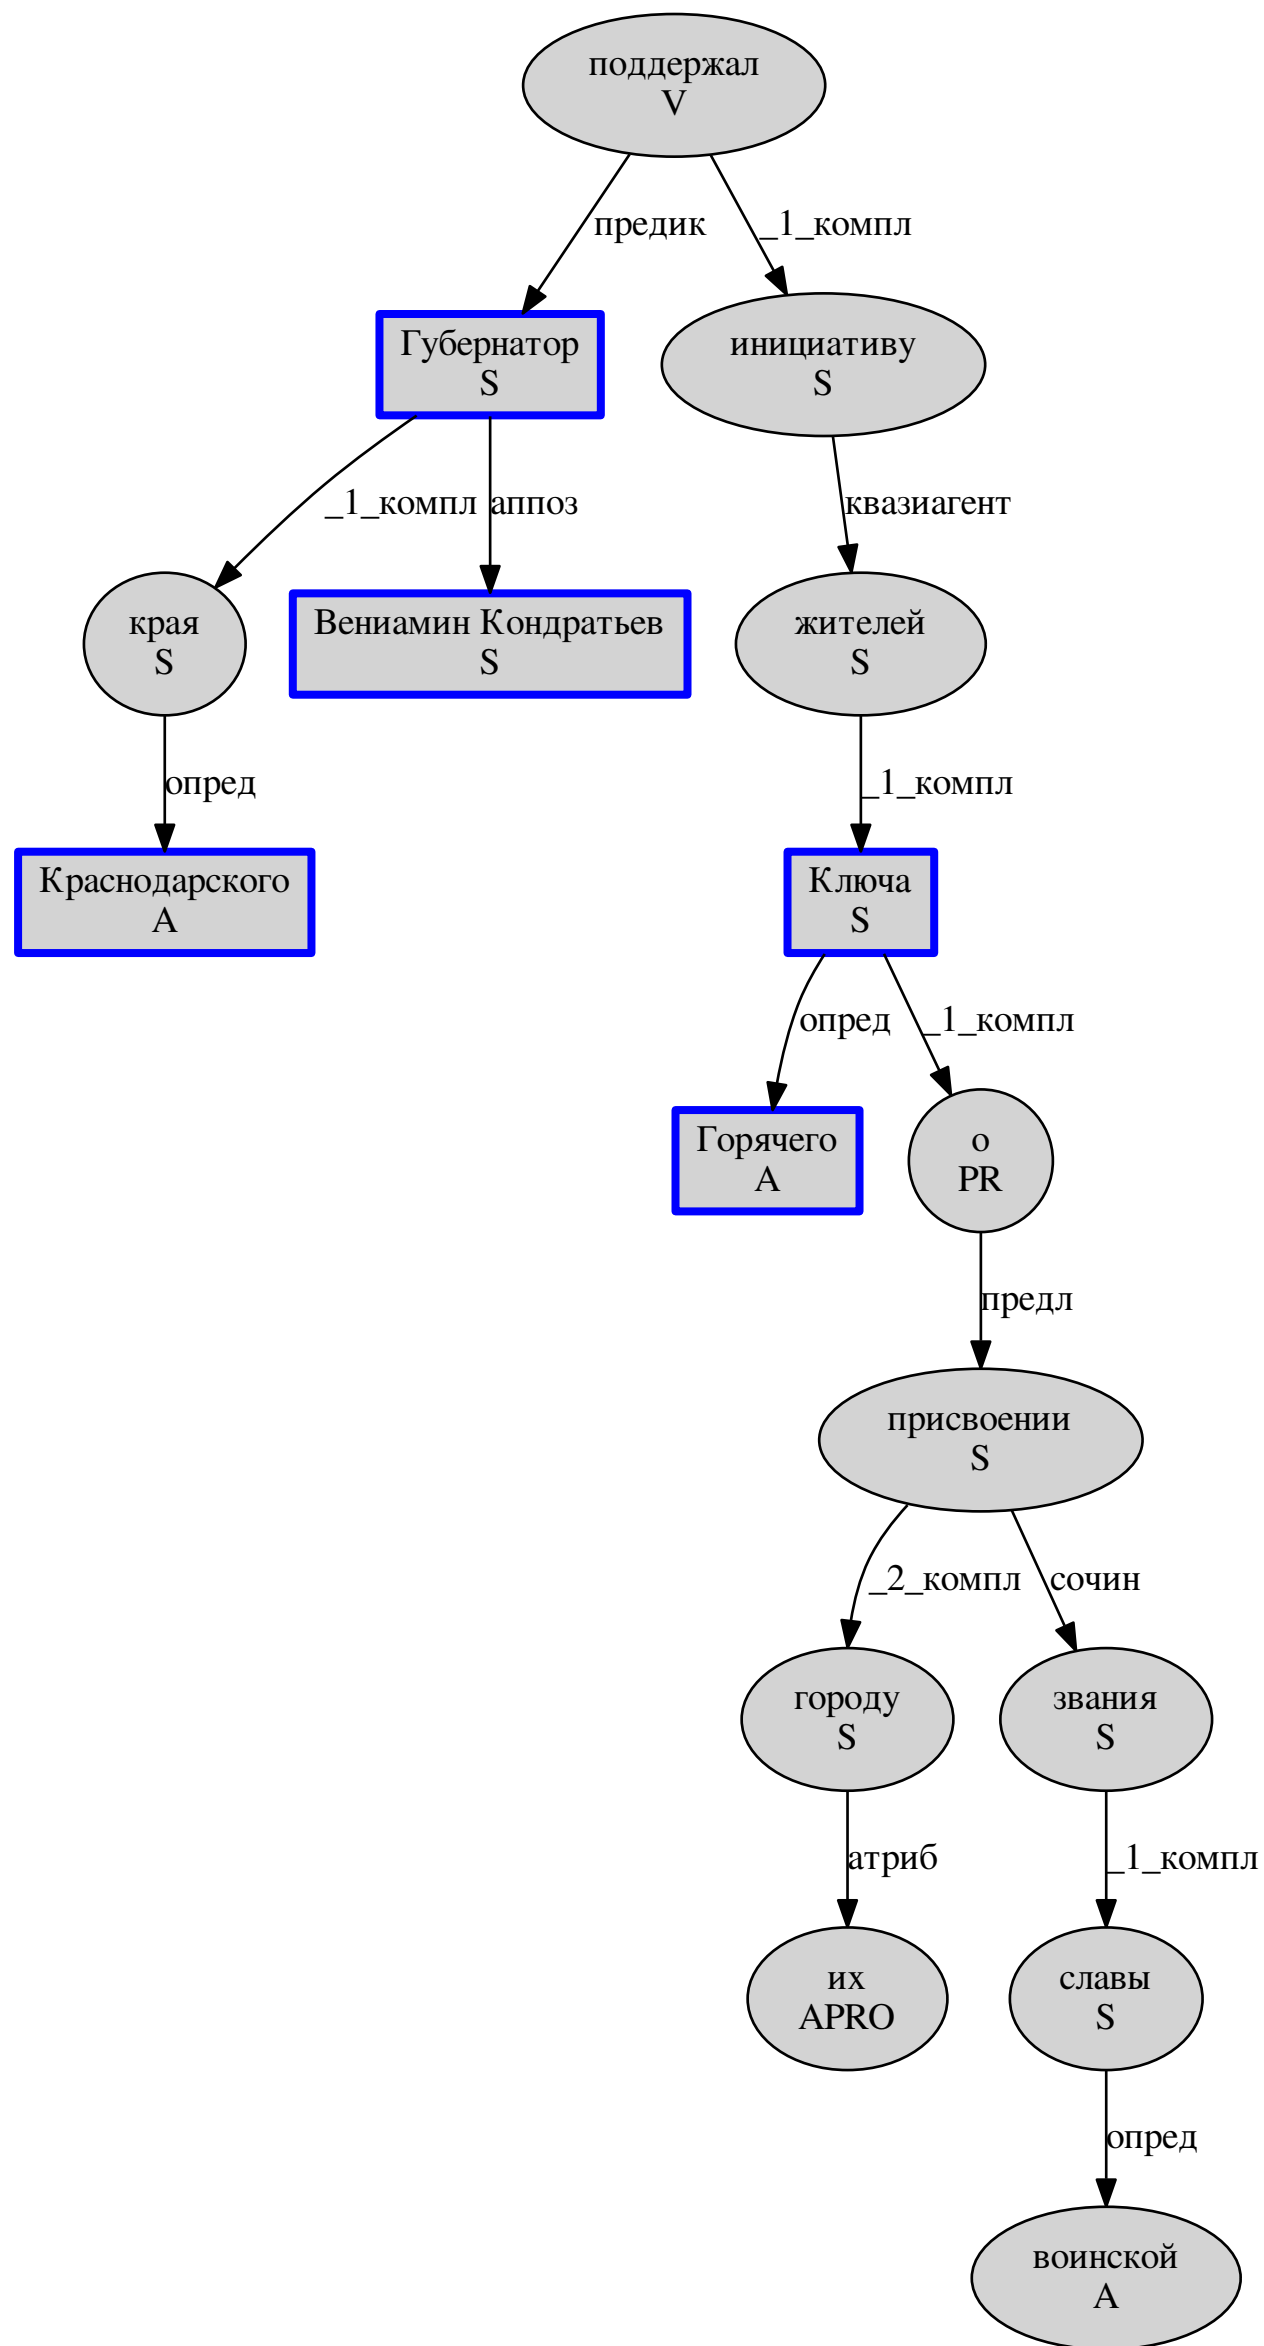 поддержал
V
предик
_1_компл
Губернатор
S
инициативу
S
_1_компл
аппоз
квазиагент
края
S
Вениамин Кондратьев
S
жителей
S
опред
_1_компл
Краснодарского
A
Ключа
S
опред
_1_компл
Горячего
A
о
PR
предл
присвоении
S
_2_компл
сочин
городу
S
звания
S
атриб
_1_компл
их
APRO
славы
S
опред
воинской
A